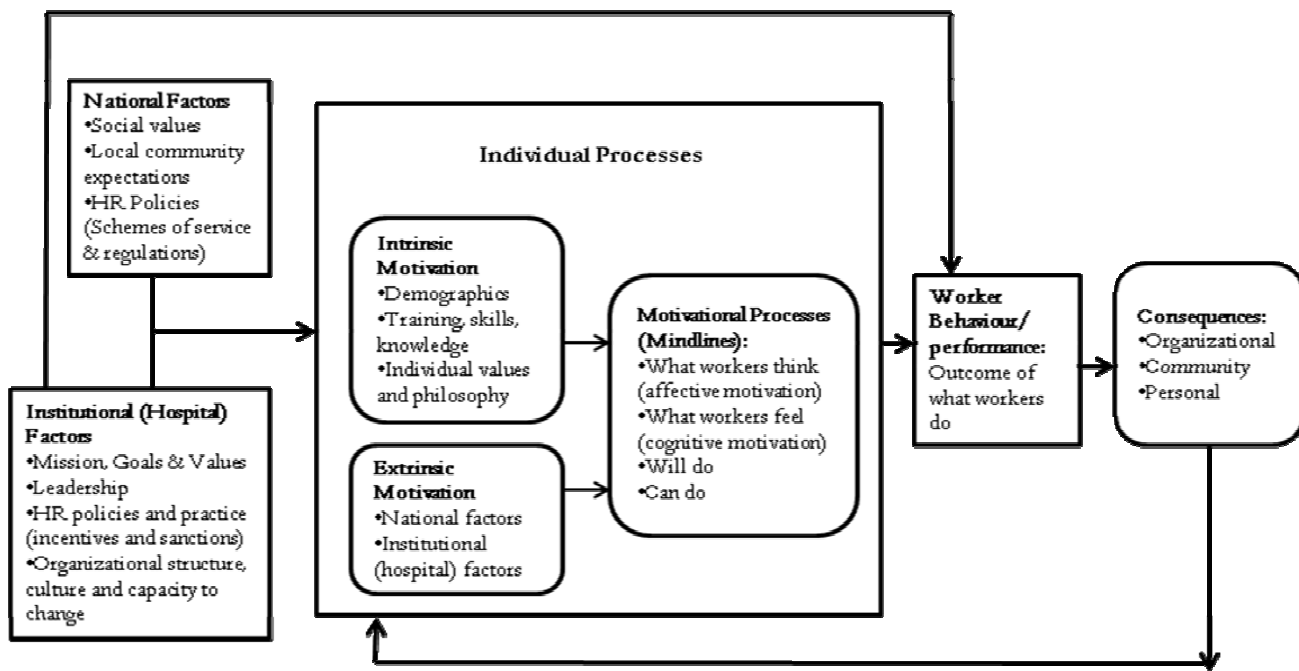 National Factors
•Social values
•Local community
expectations
•HR Policies
(Schemes of service
& regulations)
Institutional (Hospital)
Factors
•Mission, Goals & Values
•Leadership
•HR policies and practice
(incentives and sanctions)
•Organizational structure,
culture and capacity to
change
Individual Processes
Intrinsic
Motivation
•Demographics
•Training, skills,
knowledge
•Individual values
and philosophy
Extrinsic
Motivation
•National factors
•Institutional
(hospital) factors
Motivational Processes
(Mindlines):
•What workers think
(affective motivation)
•What workers feel
(cognitive motivation)
•Will do
•Can do
Worker
Behaviour/
performance:
Outcome of
what workers
do
Consequences:
•Organizational
•Community
•Personal